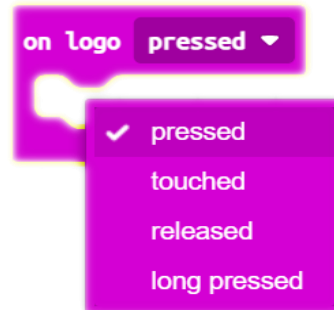 on logo pressed
pressed
touched
released
long pressed